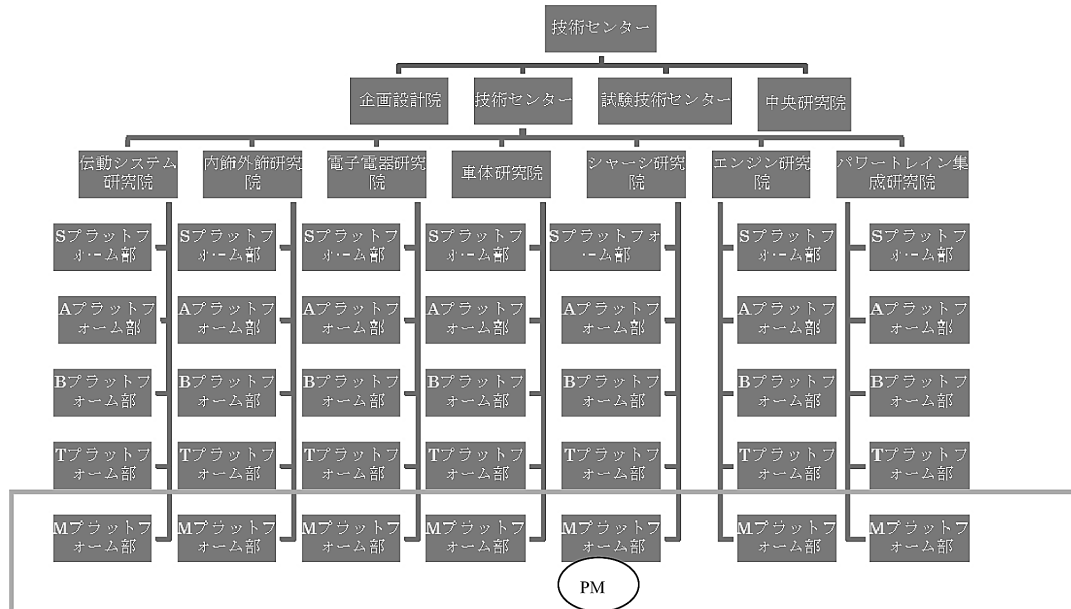 技術センター
企画設計院
技術センター
試験技術センター
中央研究院
伝動システム
研究院
内飾外飾研究
院
電子電器研究
院
車体研究院
シャーシ研究
院
エンジン研究
院
パワートレイン集
成研究院
Sプラットフ
ォーム部
Sプラットフ
ォーム部
Sプラットフ
ォーム部
Sプラットフ
ォーム部
Sプラットフォ
ーム部
Sプラットフ
ォーム部
Sプラットフ
ォーム部
Aプラットフ
ォーム部
Aプラットフ
ォーム部
Aプラットフ
ォーム部
Aプラットフ
ォーム部
Aプラットフ
ォーム部
Aプラットフ
ォーム部
Aプラットフ
ォーム部
Bプラットフ
ォーム部
Bプラットフ
ォーム部
Bプラットフ
ォーム部
Bプラットフ
ォーム部
Bプラットフ
ォーム部
Bプラットフ
ォーム部
Bプラットフ
ォーム部
Tプラットフ
ォーム部
Tプラットフ
ォーム部
Tプラットフ
ォーム部
Tプラットフ
ォーム部
Tプラットフ
ォーム部
Tプラットフ
ォーム部
Tプラットフ
ォーム部
Mプラットフ
ォーム部
Mプラットフ
ォーム部
Mプラットフ
ォーム部
Mプラットフ
ォーム部
Mプラットフ
ォーム部
Mプラットフ
ォーム部
Mプラットフ
ォーム部
PM